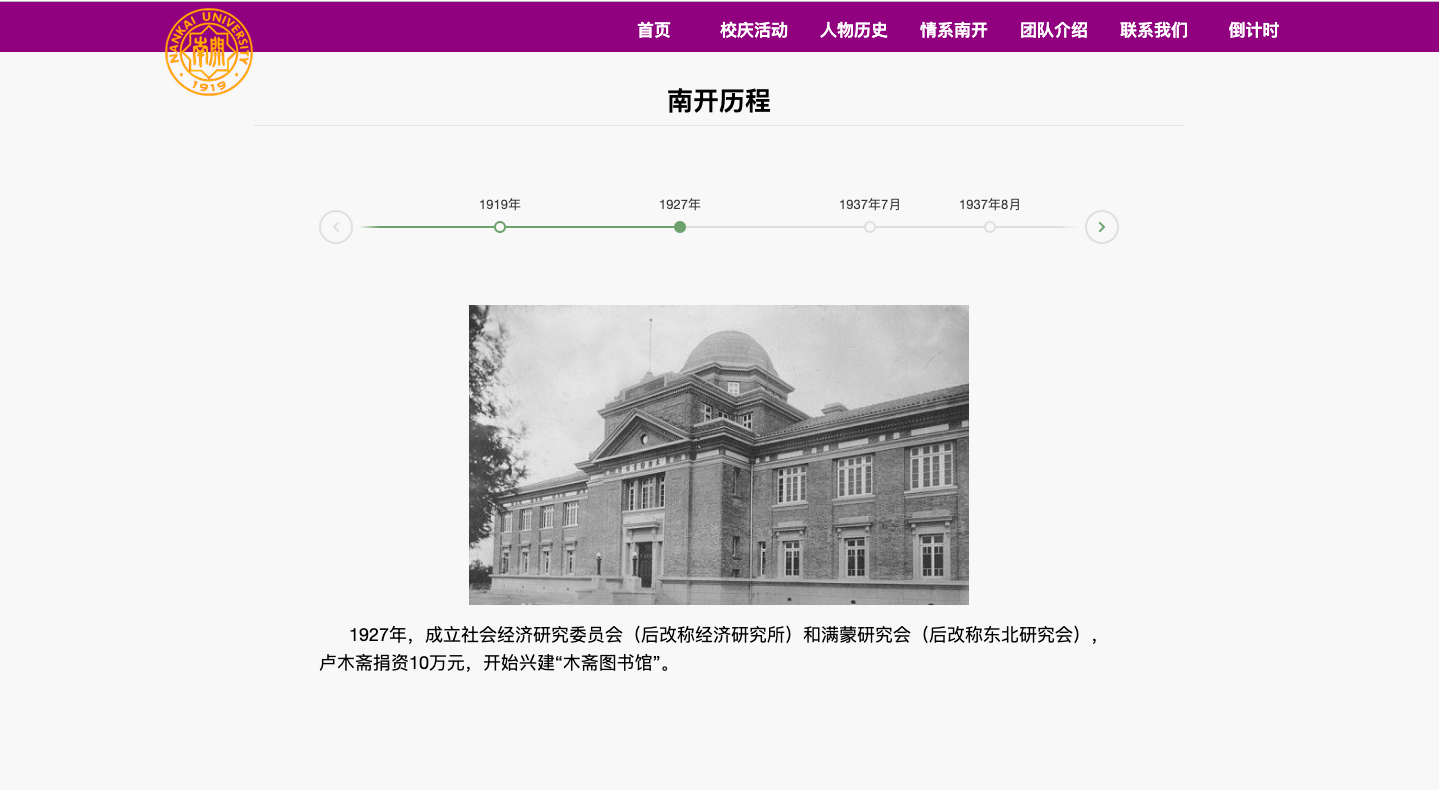 首页 校庆活动 人物历史 情系南开 团队介绍 联系我们 倒计时
NANKAI UNIVERSITY
南開
1919
南开历程
1919年 1927年 1937年7月 1937年8月
1927年，成立社会经济研究委员会（后改称经济研究所）和满蒙研究会（后改称东北研究会），
卢木斋捐资10万元，开始兴建“木斋图书馆”。